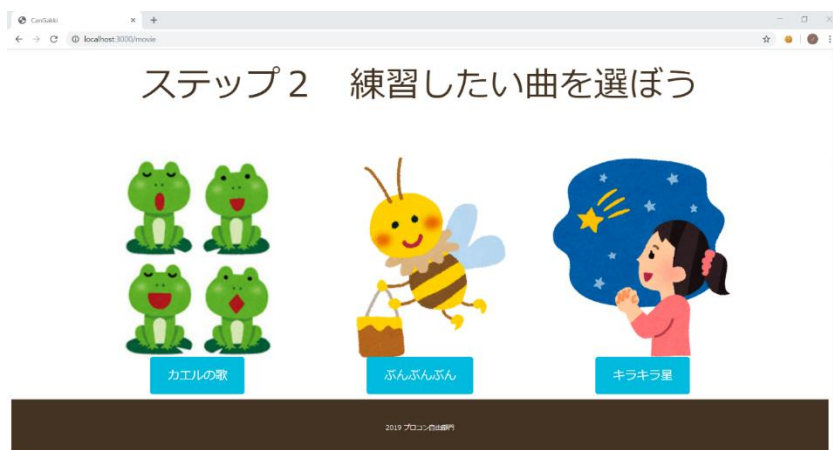 CanGakki
localhost:3000/movie
ステップ２　練習したい曲を選ぼう
カエルの歌
ぶんぶんぶん
キラキラ星
2019 プロコン自由部門